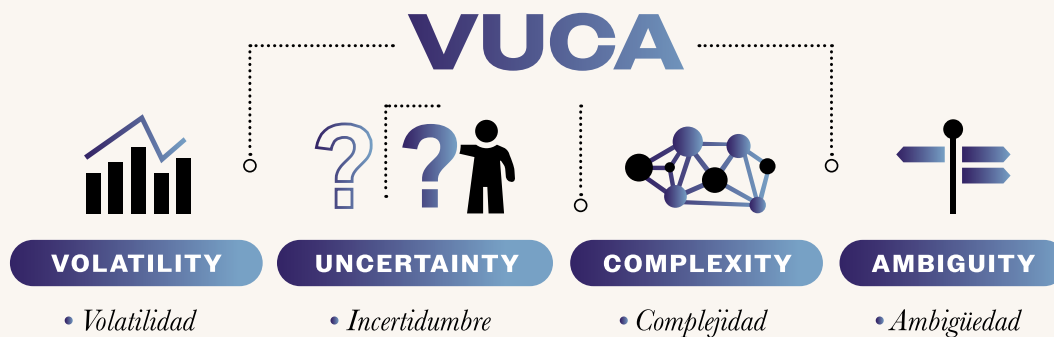 VUCA
? ?
VOLATILITY
UNCERTAINTY
COMPLEXITY
AMBIGUITY
• Volatilidad
• Incertidumbre
• Complejidad
• Ambigüedad